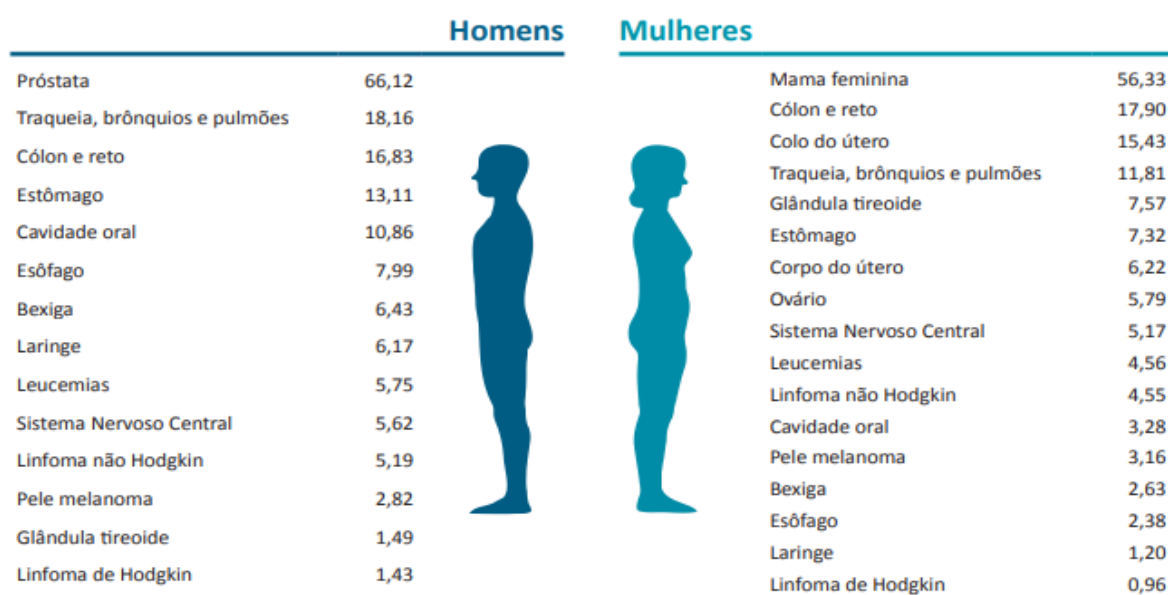 Homens
Próstata 66,12
Traqueia, brônquios e pulmões 18,16
Cólon e reto 16,83
Estômago 13,11
Cavidade oral 10,86
Esôfago 7,99
Bexiga 6,43
Laringe 6,17
Leucemias 5,75
Sistema Nervoso Central 5,62
Linfoma não Hodgkin 5,19
Pele melanoma 2,82
Glândula tireoide 1,49
Linfoma de Hodgkin 1,43
Mulheres
Mama feminina 56,33
Cólon e reto 17,90
Colo do útero 15,43
Traqueia, brônquios e pulmões 11,81
Glândula tireoide 7,57
Estômago 7,32
Corpo do útero 6,22
Ovário 5,79
Sistema Nervoso Central 5,17
Leucemias 4,56
Linfoma não Hodgkin 4,55
Cavidade oral 3,28
Pele melanoma 3,16
Bexiga 2,63
Esôfago 2,38
Laringe 1,20
Linfoma de Hodgkin 0,96